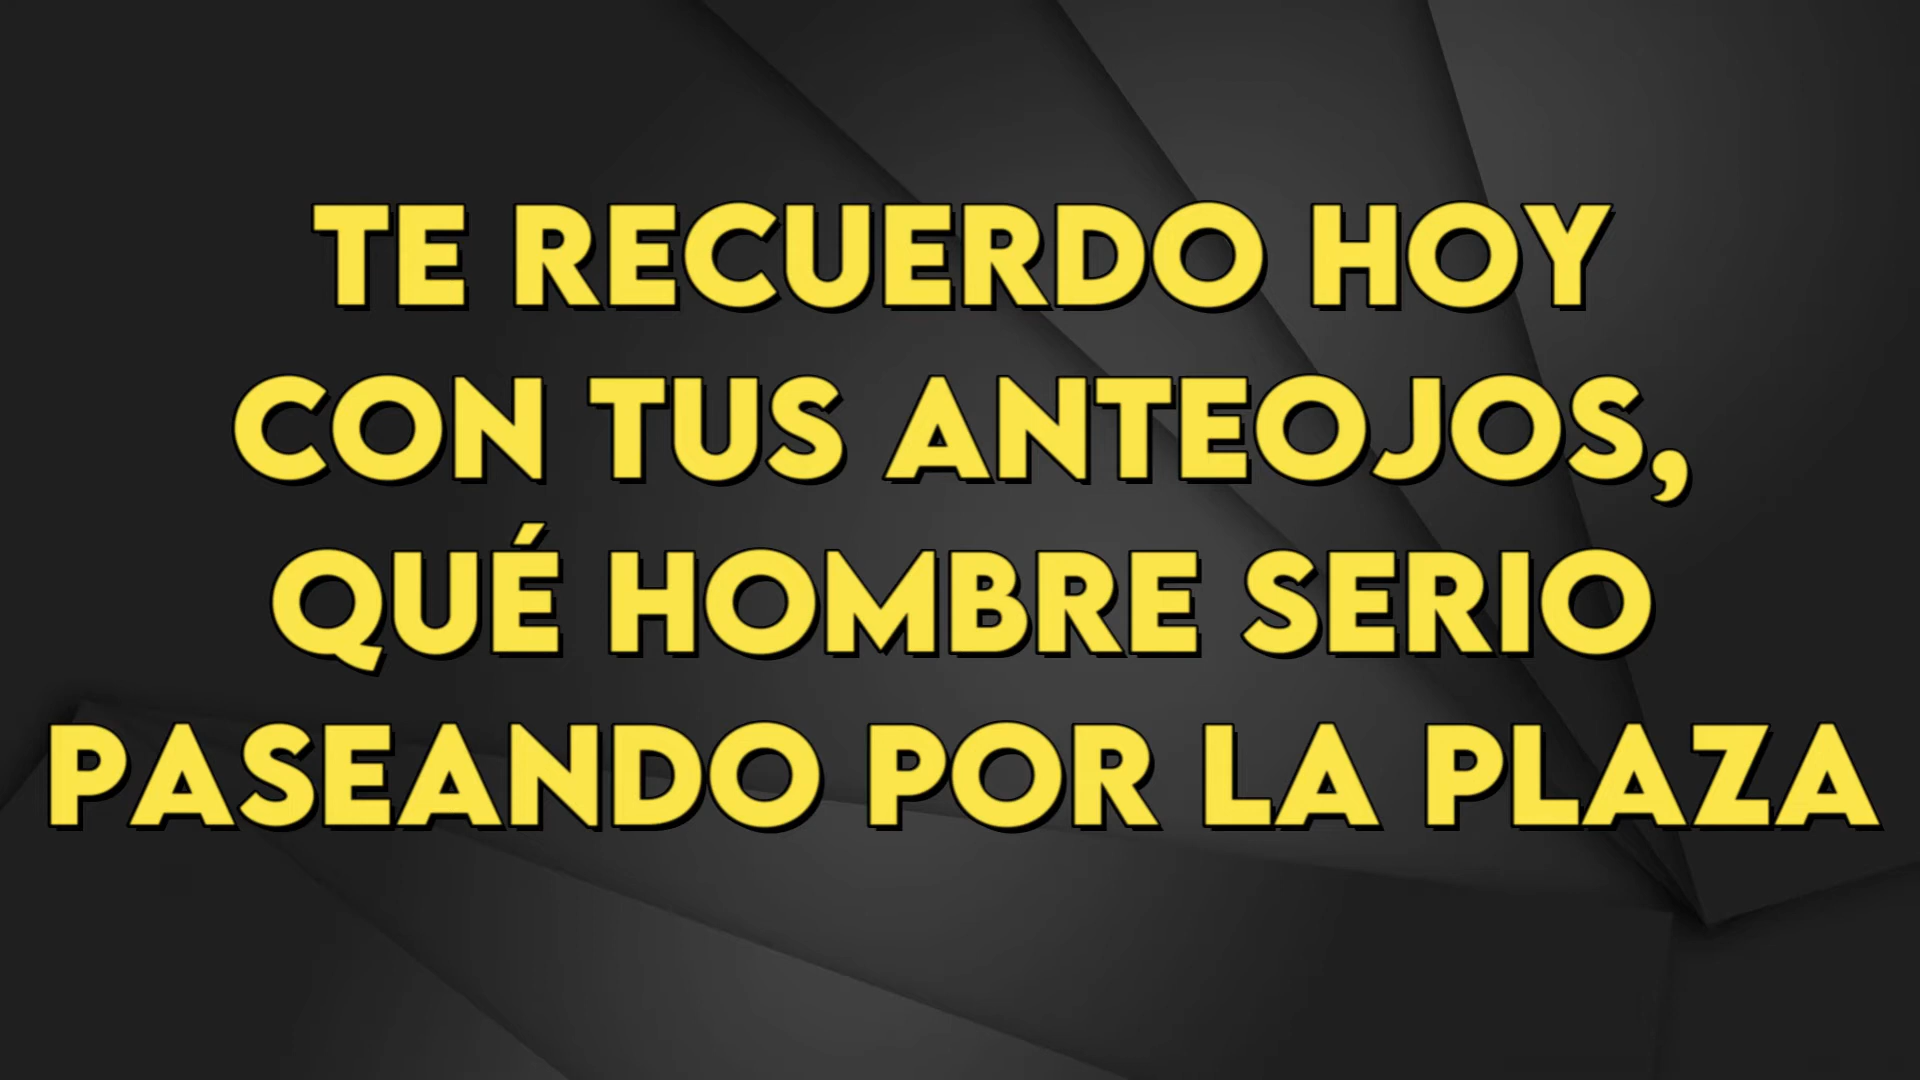 TE RECUERDO HOY
CON TUS ANTEOJOS,
QUÉ HOMBRE SERIO
PASEANDO POR LA PLAZA